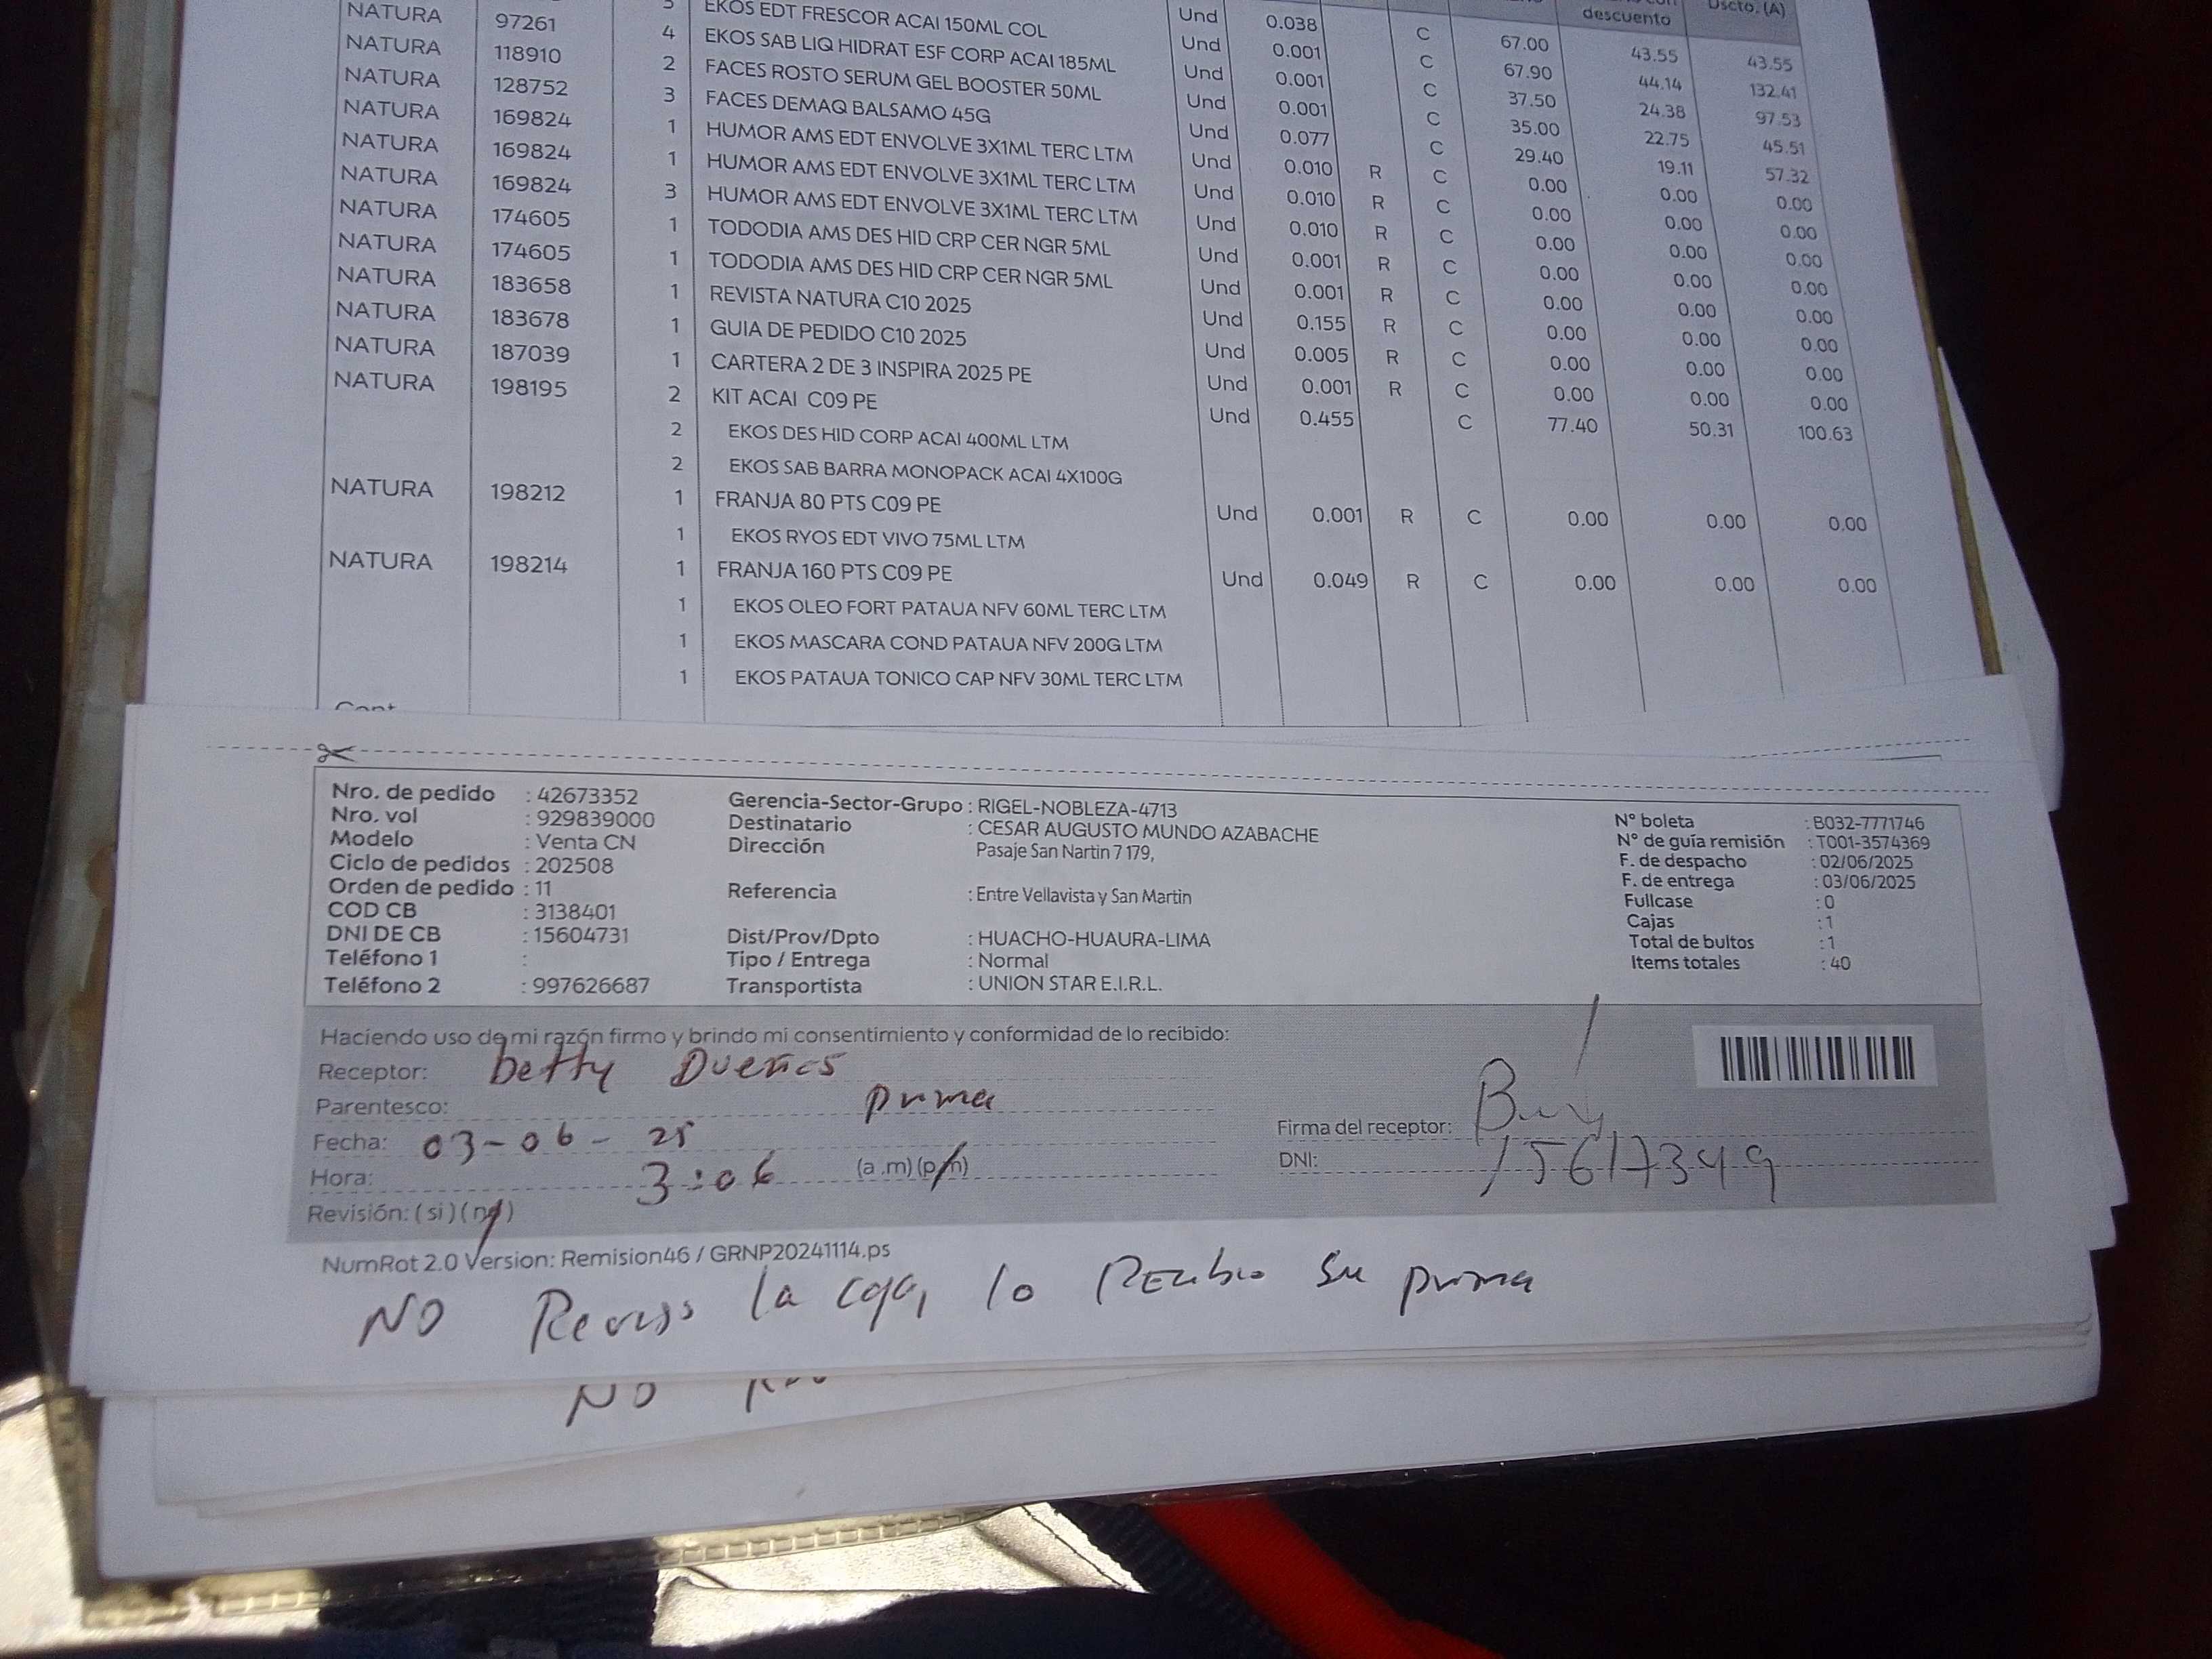 descuento Dscto. (A)
NATURA 97261 3 EKOS EDT FRESCOR ACAI 150ML COL Und 0.038 C 67.00 43.55 43.55
NATURA 118910 4 EKOS SAB LIQ HIDRAT ESF CORP ACAI 185ML Und 0.001 C 67.90 44.14 132.41
NATURA 128752 2 FACES ROSTO SERUM GEL BOOSTER 50ML Und 0.001 C 37.50 24.38 97.53
NATURA 169824 3 FACES DEMAQ BALSAMO 45G Und 0.001 C 35.00 22.75 45.51
NATURA 169824 1 HUMOR AMS EDT ENVOLVE 3X1ML TERC LTM Und 0.077 C 29.40 19.11 57.32
NATURA 169824 1 HUMOR AMS EDT ENVOLVE 3X1ML TERC LTM Und 0.010 R C 0.00 0.00 0.00
NATURA 174605 3 HUMOR AMS EDT ENVOLVE 3X1ML TERC LTM Und 0.010 R C 0.00 0.00 0.00
NATURA 174605 1 TODODIA AMS DES HID CRP CER NGR 5ML Und 0.010 R C 0.00 0.00 0.00
NATURA 183658 1 TODODIA AMS DES HID CRP CER NGR 5ML Und 0.001 R C 0.00 0.00 0.00
NATURA 183678 1 REVISTA NATURA C10 2025 Und 0.001 R C 0.00 0.00 0.00
NATURA 187039 1 GUIA DE PEDIDO C10 2025 Und 0.155 R C 0.00 0.00 0.00
NATURA 198195 1 CARTERA 2 DE 3 INSPIRA 2025 PE Und 0.005 R C 0.00 0.00 0.00
2 KIT ACAI C09 PE Und 0.001 R C 0.00 0.00 0.00
2 EKOS DES HID CORP ACAI 400ML LTM Und 0.455 C 77.40 50.31 100.63
2 EKOS SAB BARRA MONOPACK ACAI 4X100G
NATURA 198212 1 FRANJA 80 PTS C09 PE Und 0.001 R C 0.00 0.00 0.00
1 EKOS RYOS EDT VIVO 75ML LTM
NATURA 198214 1 FRANJA 160 PTS C09 PE Und 0.049 R C 0.00 0.00 0.00
1 EKOS OLEO FORT PATAUA NFV 60ML TERC LTM
1 EKOS MASCARA COND PATAUA NFV 200G LTM
1 EKOS PATAUA TONICO CAP NFV 30ML TERC LTM
Nro. de pedido : 42673352 Gerencia-Sector-Grupo : RIGEL-NOBLEZA-4713 N° boleta : B032-7771746
Nro. vol : 929839000 Destinatario : CESAR AUGUSTO MUNDO AZABACHE N° de guía remisión : T001-3574369
Modelo : Venta CN Dirección Pasaje San Nartin 7 179, F. de despacho : 02/06/2025
Ciclo de pedidos : 202508 F. de entrega : 03/06/2025
Orden de pedido : 11 Referencia : Entre Vellavista y San Martin Fullcase : 0
COD CB : 3138401 Cajas : 1
DNI DE CB : 15604731 Dist/Prov/Dpto : HUACHO-HUAURA-LIMA Total de bultos : 1
Teléfono 1 : Tipo / Entrega : Normal Items totales : 40
Teléfono 2 : 997626687 Transportista : UNION STAR E.I.R.L.
Haciendo uso de mi razón firmo y brindo mi consentimiento y conformidad de lo recibido:
Receptor: betty Dueñas
Parentesco: prima
Fecha: 03-06-25 Firma del receptor:
Hora: 3:06 (a .m) (p.m) DNI: 15617349
Revisión: ( si ) ( no )
NumRot 2.0 Version: Remision46 / GRNP20241114.ps
NO Reviso la caja, lo Recibio su prima
NO